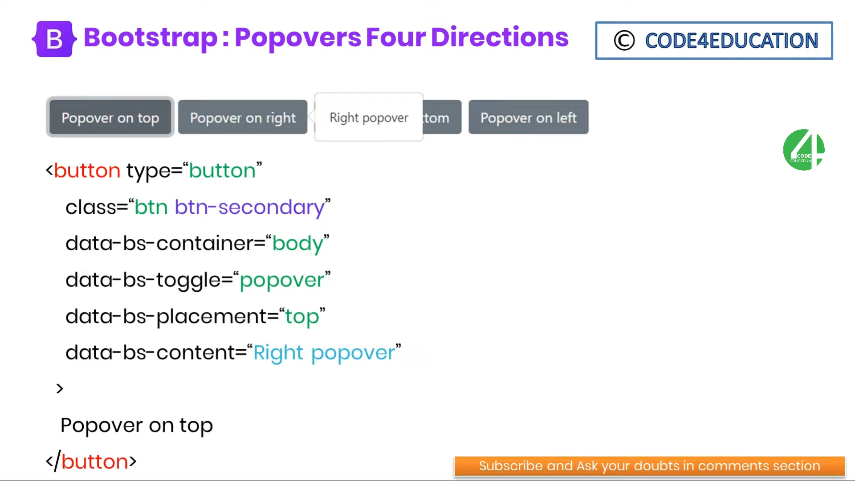 B Bootstrap : Popovers Four Directions
© CODE4EDUCATION
Popover on top Popover on right Right popover ttom Popover on left
4 CODE
<button type=“button”
class=“btn btn-secondary”
data-bs-container=“body”
data-bs-toggle=“popover”
data-bs-placement=“top”
data-bs-content=“Right popover”
>
Popover on top
</button>
Subscribe and Ask your doubts in comments section